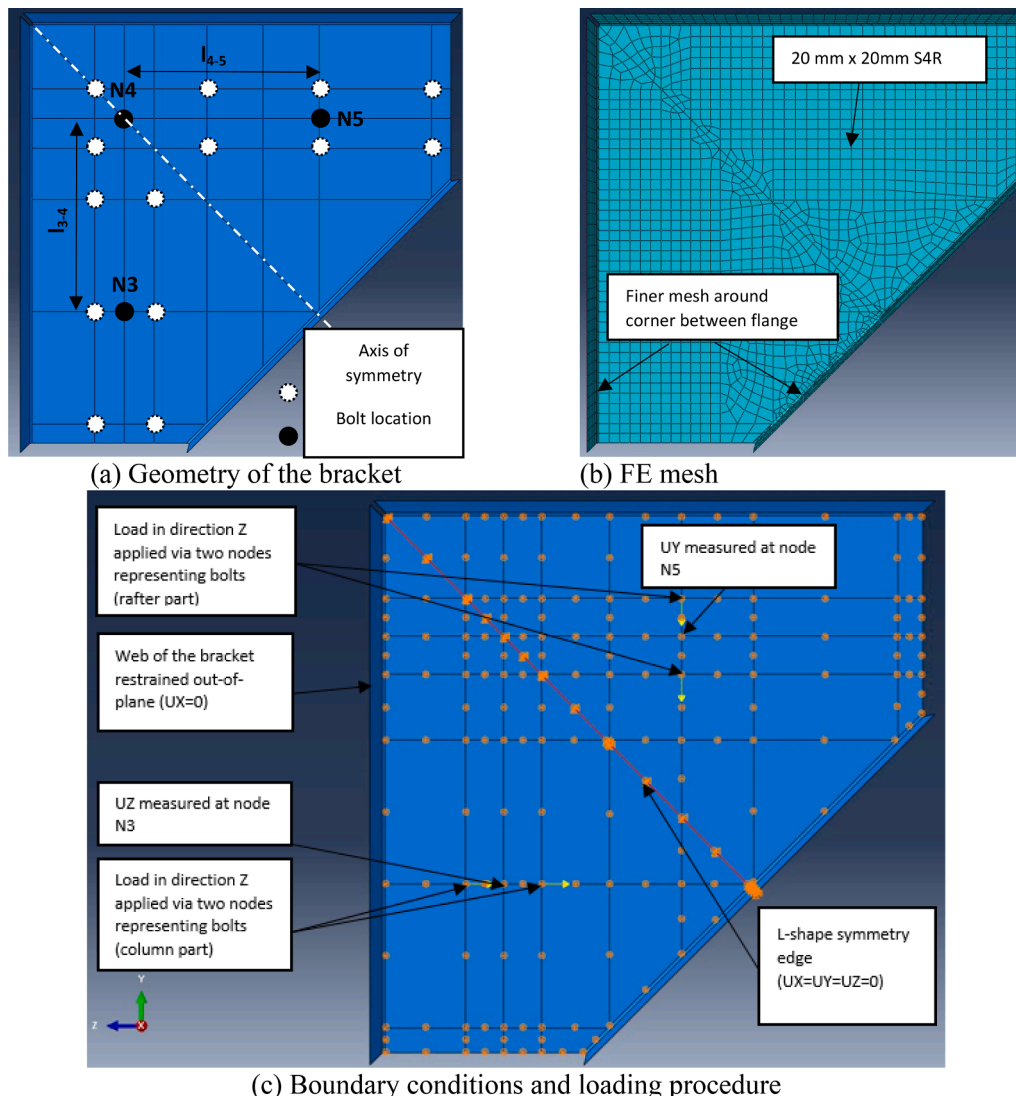 l4-5
N4
N5
l3-4
N3
Axis of
symmetry
Bolt location
20 mm x 20mm S4R
Finer mesh around
corner between flange
(a) Geometry of the bracket
(b) FE mesh
Load in direction Z
applied via two nodes
representing bolts
(rafter part)
UY measured at node
N5
Web of the bracket
restrained out-of-
plane (UX=0)
UZ measured at node
N3
Load in direction Z
applied via two nodes
representing bolts
(column part)
L-shape symmetry
edge
(UX=UY=UZ=0)
Y
Z
X
(c) Boundary conditions and loading procedure